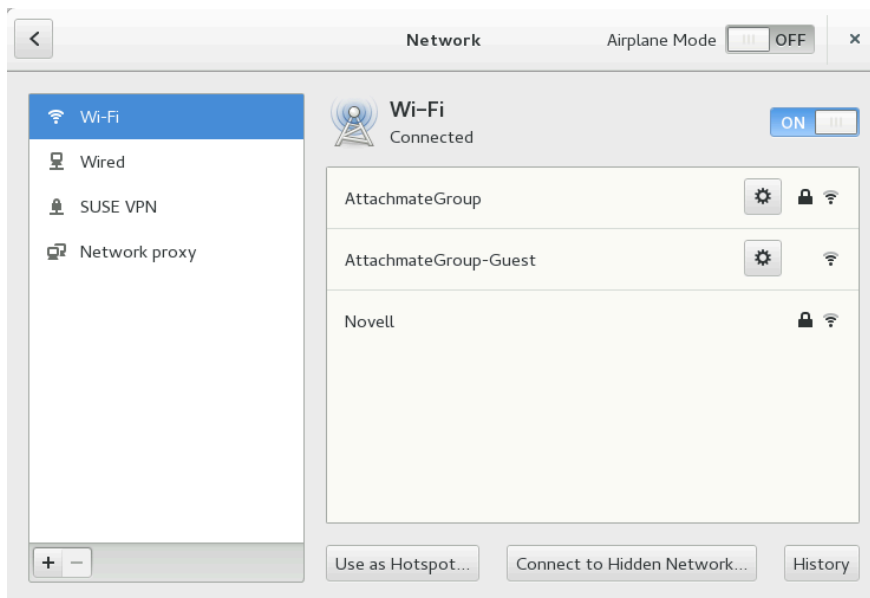 Network
Airplane Mode OFF
Wi-Fi
Wired
SUSE VPN
Network proxy
Wi-Fi
Connected
ON
AttachmateGroup
AttachmateGroup-Guest
Novell
Use as Hotspot...
Connect to Hidden Network...
History